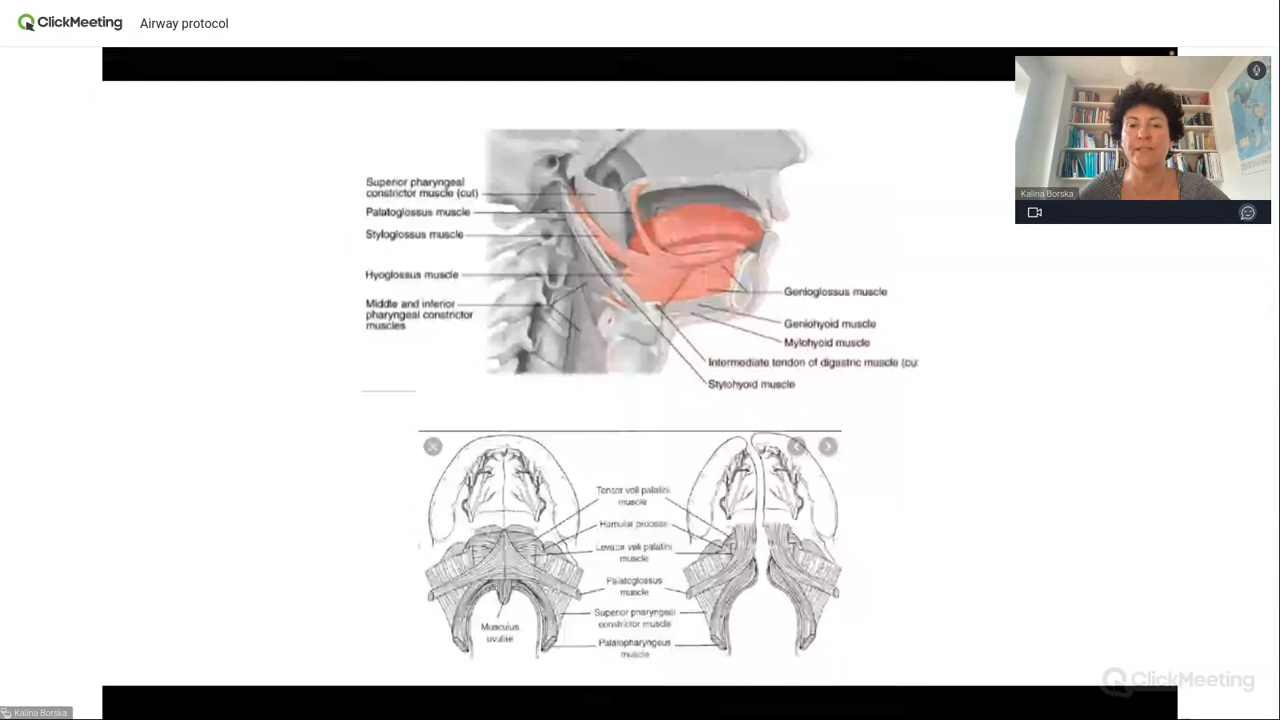 ClickMeeting Airway protocol
Kalina Borska
Superior pharyngeal
constrictor muscle (cut)
Palatoglossus muscle
Styloglossus muscle
Hyoglossus muscle
Middle and inferior
pharyngeal constrictor
muscles
Genioglossus muscle
Geniohyoid muscle
Mylohyoid muscle
Intermediate tendon of digastric muscle (cu
Stylohyoid muscle
Tensor veli palatini
muscle
Hamular process
Levator veli palatini
muscle
Palatoglossus
muscle
Superior pharyngeal
constrictor muscle
Musculus
uvulae
Palatopharyngeus
muscle
ClickMeeting
Kalina Borska